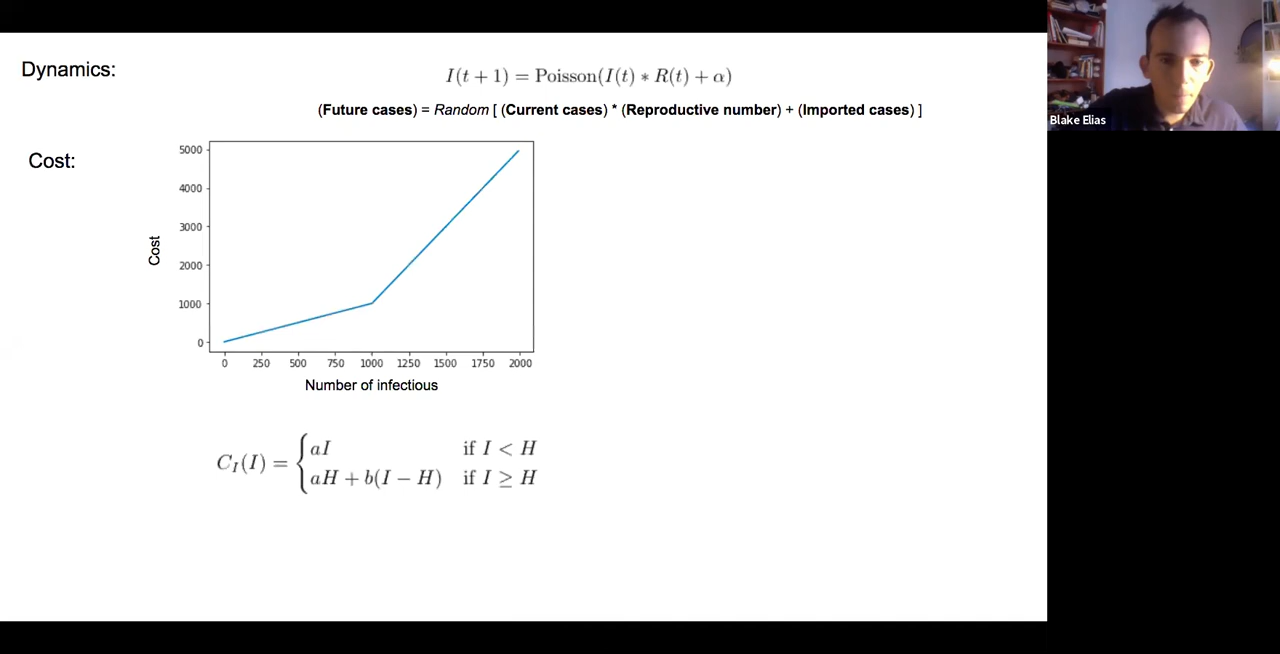 Dynamics:
I(t + 1) = Poisson(I(t) ∗ R(t) + α)
(Future cases) = Random [ (Current cases) * (Reproductive number) + (Imported cases) ]
Blake Elias
Cost:
5000
4000
3000
2000
1000
0
Cost
0 250 500 750 1000 1250 1500 1750 2000
Number of infectious
C_I(I) = { aI if I < H
aH + b(I − H) if I ≥ H